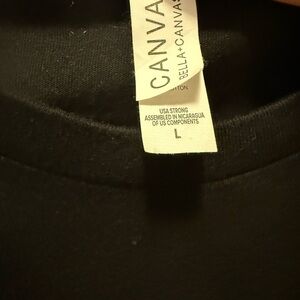 CANVA
BELLA+CANVAS
USA STRONG
ASSEMBLED IN NICARAGUA
OF US COMPONENTS
L